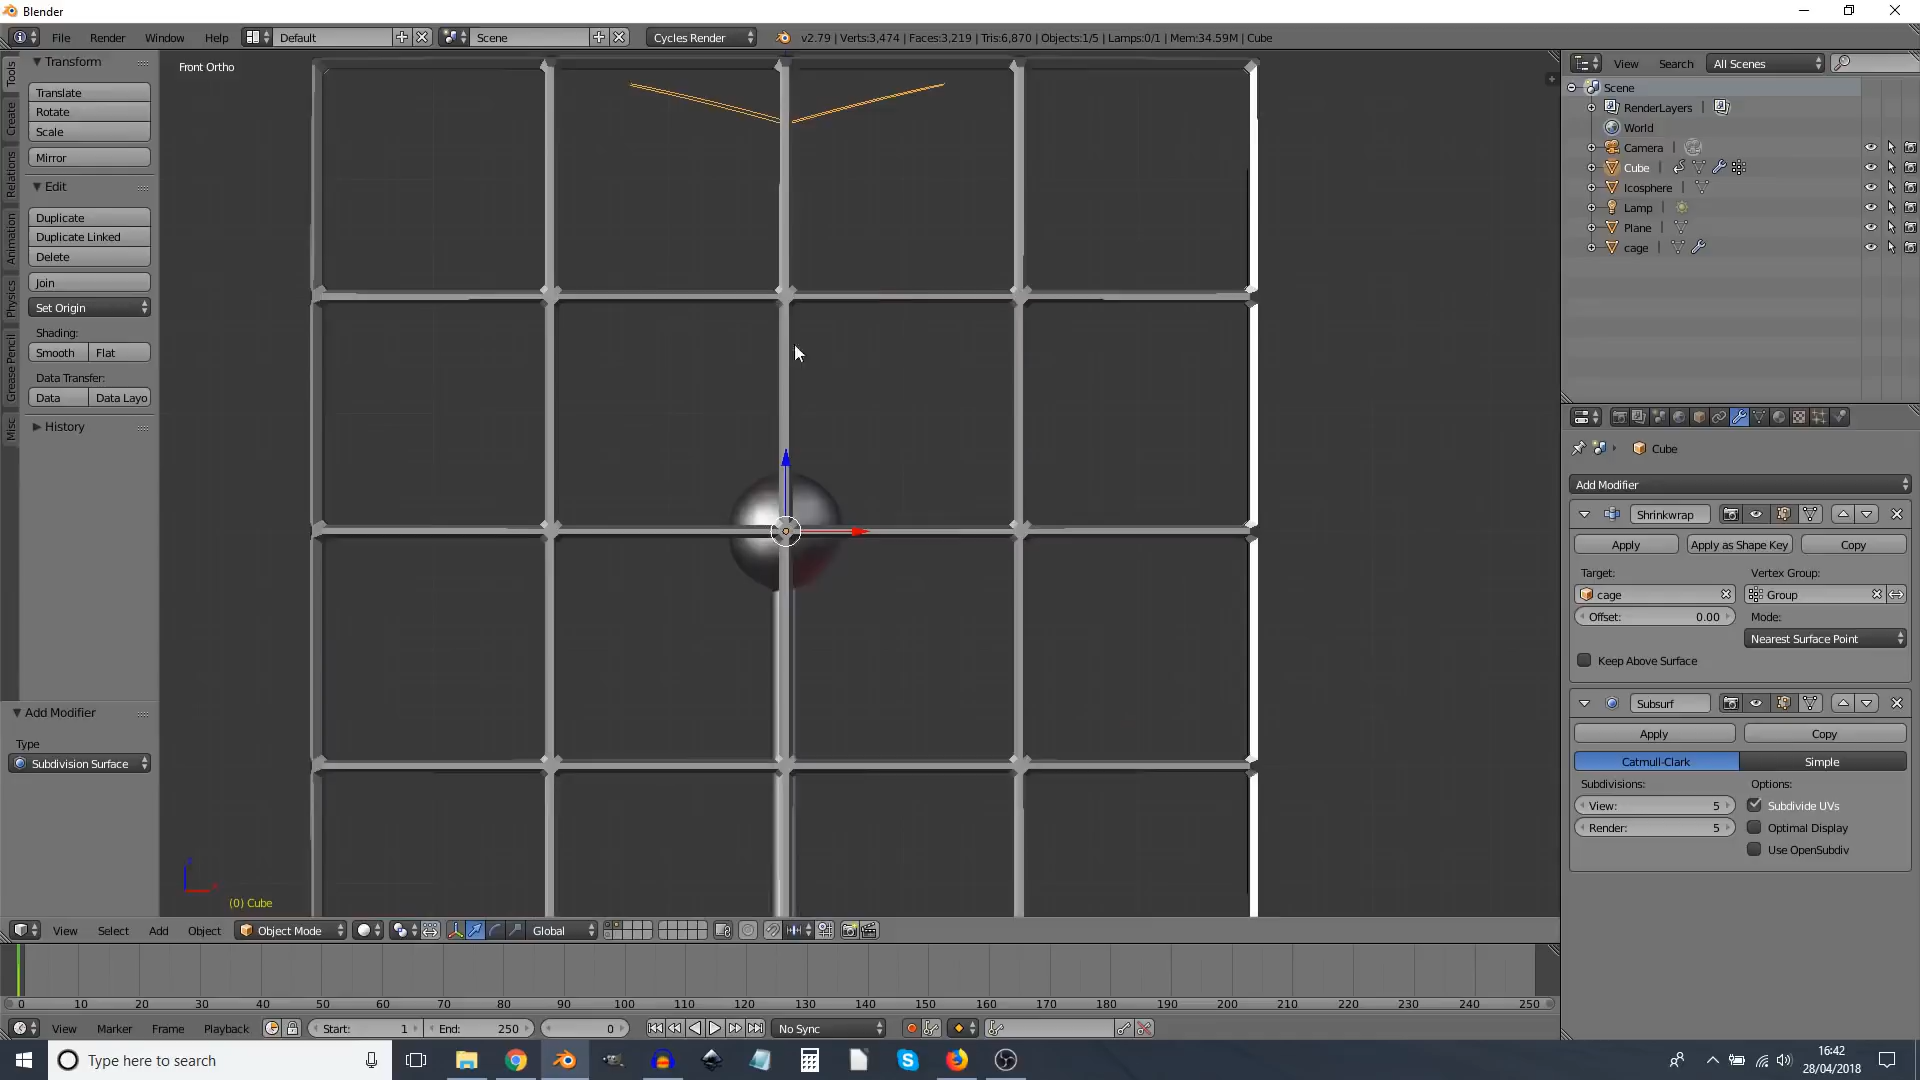 Blender
File Render Window Help Default Scene Cycles Render v2.79 | Verts:3,474 | Faces:3,219 | Tris:6,870 | Objects:1/5 | Lamps:0/1 | Mem:34.59M | Cube
Tools
Create
Relations
Animation
Physics
Grease Pencil
Misc
Transform
Translate
Rotate
Scale
Mirror
Edit
Duplicate
Duplicate Linked
Delete
Join
Set Origin
Shading:
Smooth Flat
Data Transfer:
Data Data Layo
History
Add Modifier
Type
Subdivision Surface
Front Ortho
(0) Cube
View Search All Scenes
Scene
RenderLayers |
World
Camera |
Cube |
Icosphere |
Lamp |
Plane |
cage |
Cube
Add Modifier
Shrinkwrap
Apply Apply as Shape Key Copy
Target: Vertex Group:
cage Group
Offset: 0.00 Mode:
Nearest Surface Point
Keep Above Surface
Subsurf
Apply Copy
Catmull-Clark Simple
Subdivisions: Options:
View: 5 Subdivide UVs
Render: 5 Optimal Display
Use OpenSubdiv
View Select Add Object Object Mode Global
0 10 20 30 40 50 60 70 80 90 100 110 120 130 140 150 160 170 180 190 200 210 220 230 240 250
View Marker Frame Playback Start: 1 End: 250 0 No Sync
Type here to search
16:42
28/04/2018